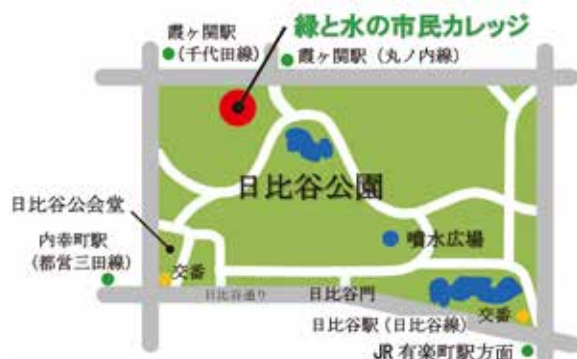 緑と水の市民カレッジ
霞ヶ関駅
(千代田線)
霞ヶ関駅(丸ノ内線)
日比谷公園
日比谷公会堂
内幸町駅
(都営三田線)
噴水広場
交番
日比谷通り
日比谷門
日比谷駅(日比谷線)
交番
JR 有楽町駅方面